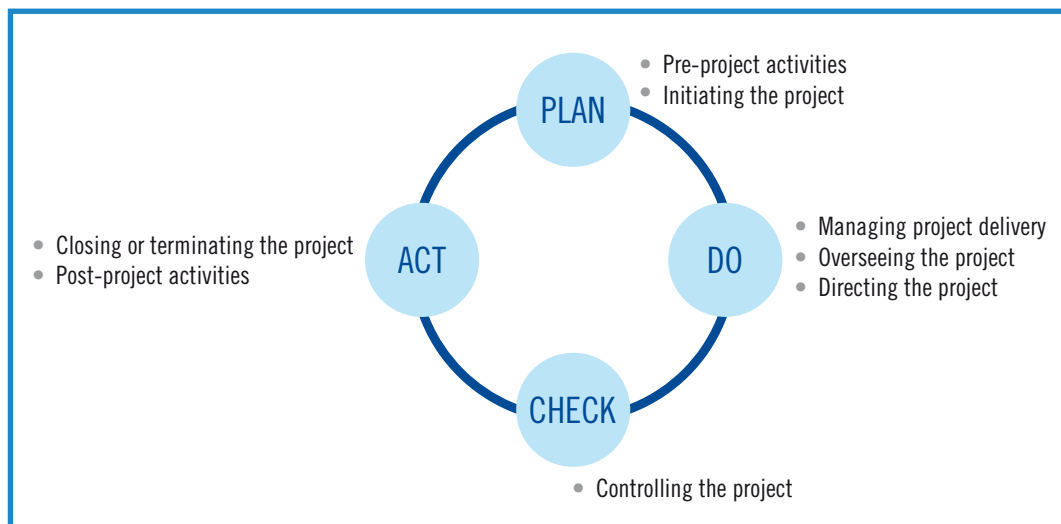 PLAN
• Pre-project activities
• Initiating the project
DO
• Managing project delivery
• Overseeing the project
• Directing the project
CHECK
• Controlling the project
ACT
• Closing or terminating the project
• Post-project activities